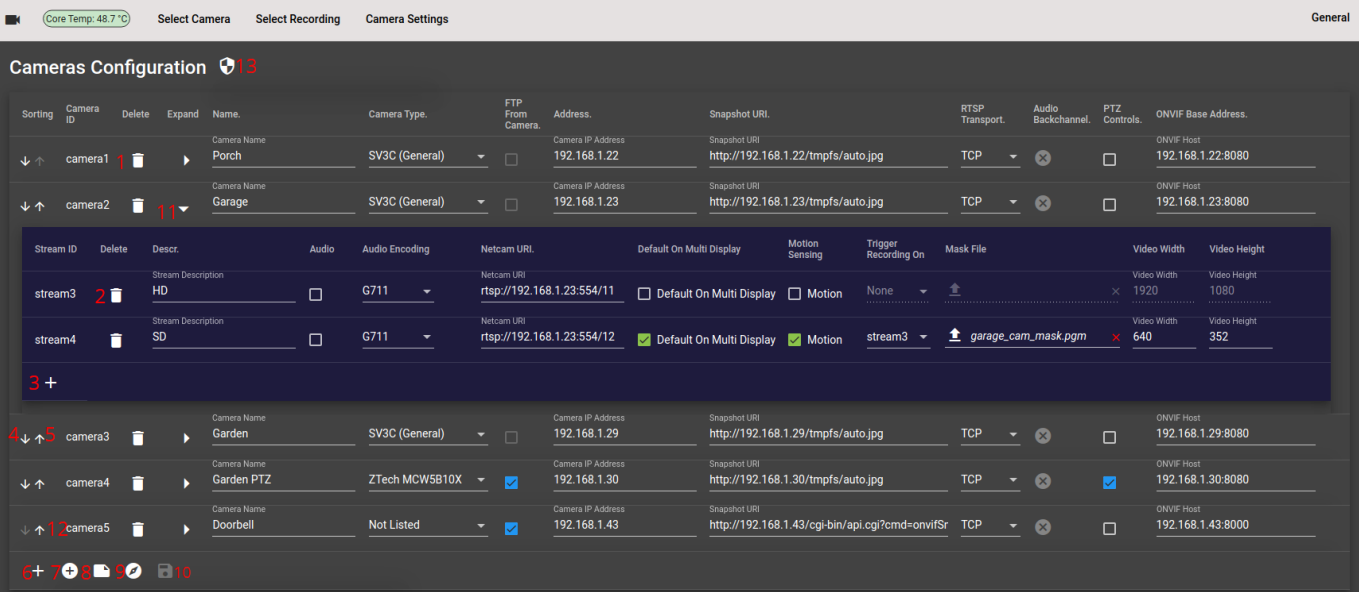 Core Temp: 48.7 °C Select Camera Select Recording Camera Settings General
Cameras Configuration 13
Sorting Camera ID Delete Expand Name. Camera Type. FTP From Camera. Address. Snapshot URI. RTSP Transport. Audio Backchannel. PTZ Controls. ONVIF Base Address.
Camera Name Camera IP Address Snapshot URI ONVIF Host
camera1 1 Porch SV3C (General) 192.168.1.22 http://192.168.1.22/tmpfs/auto.jpg TCP 192.168.1.22:8080
Camera Name Camera IP Address Snapshot URI ONVIF Host
camera2 11 Garage SV3C (General) 192.168.1.23 http://192.168.1.23/tmpfs/auto.jpg TCP 192.168.1.23:8080
Stream ID Delete Descr. Audio Audio Encoding Netcam URI. Default On Multi Display Motion Sensing Trigger Recording On Mask File Video Width Video Height
Stream Description Netcam URI Video Width Video Height
stream3 2 HD G711 rtsp://192.168.1.23:554/11 Default On Multi Display Motion None 1920 1080
Stream Description Netcam URI Video Width Video Height
stream4 SD G711 rtsp://192.168.1.23:554/12 Default On Multi Display Motion stream3 garage_cam_mask.pgm 640 352
3 +
Camera Name Camera IP Address Snapshot URI ONVIF Host
4 5 camera3 Garden SV3C (General) 192.168.1.29 http://192.168.1.29/tmpfs/auto.jpg TCP 192.168.1.29:8080
Camera Name Camera IP Address Snapshot URI ONVIF Host
camera4 Garden PTZ ZTech MCW5B10X 192.168.1.30 http://192.168.1.30/tmpfs/auto.jpg TCP 192.168.1.30:8080
Camera Name Camera IP Address Snapshot URI ONVIF Host
12 camera5 Doorbell Not Listed 192.168.1.43 http://192.168.1.43/cgi-bin/api.cgi?cmd=onvifSr TCP 192.168.1.43:8000
6 + 7 8 9 10